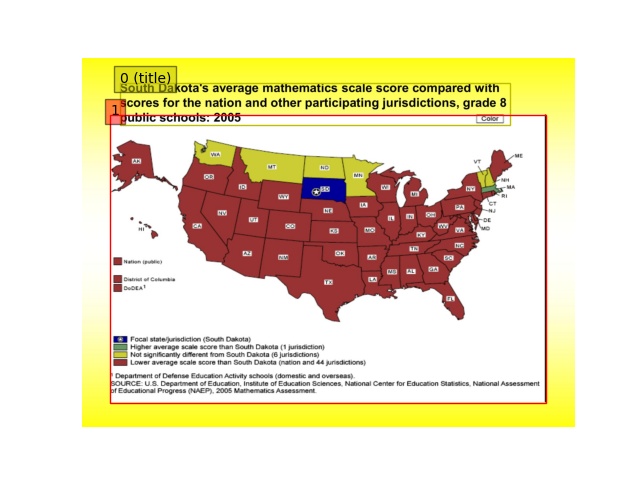 0 (title)
South Dakota's average mathematics scale score compared with
scores for the nation and other participating jurisdictions, grade 8
public schools: 2005
1
Color
WA
MT
ND
MN
VT
ME
AK
OR
ID
WY
SD
WI
MI
NY
NH
MA
RI
CT
NJ
DE
MD
NV
UT
CO
NE
IA
IL
IN
OH
PA
CA
KS
MO
KY
WV
VA
HI
AZ
NM
OK
AR
TN
NC
SC
TX
LA
MS
AL
GA
FL
Nation (public)
District of Columbia
DoDEA1
Focal state/jurisdiction (South Dakota)
Higher average scale score than South Dakota (1 jurisdiction)
Not significantly different from South Dakota (6 jurisdictions)
Lower average scale score than South Dakota (nation and 44 jurisdictions)
1 Department of Defense Education Activity schools (domestic and overseas).
SOURCE: U.S. Department of Education, Institute of Education Sciences, National Center for Education Statistics, National Assessment
of Educational Progress (NAEP), 2005 Mathematics Assessment.